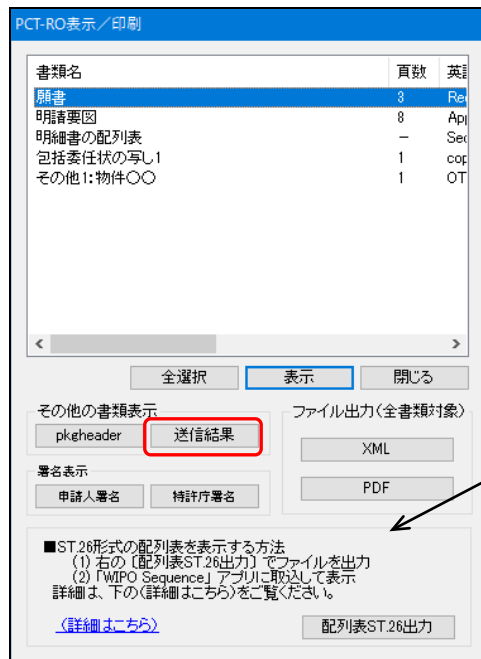 PCT-RO表示／印刷
書類名 頁数 英
願書 3 Re
明請要図 8 Ap
明細書の配列表 － Sec
包括委任状の写し1 1 cop
その他1:物件〇〇 1 OT
全選択 表示 閉じる
その他の書類表示
pkgheader 送信結果
署名表示
申請人署名 特許庁署名
ファイル出力(全書類対象)
XML
PDF
■ST.26形式の配列表を表示する方法
(1) 右の〔配列表ST.26出力〕でファイルを出力
(2)「WIPO Sequence」アプリに取込して表示
詳細は、下の(詳細はこちら)をご覧ください。
(詳細はこちら)
配列表ST.26出力